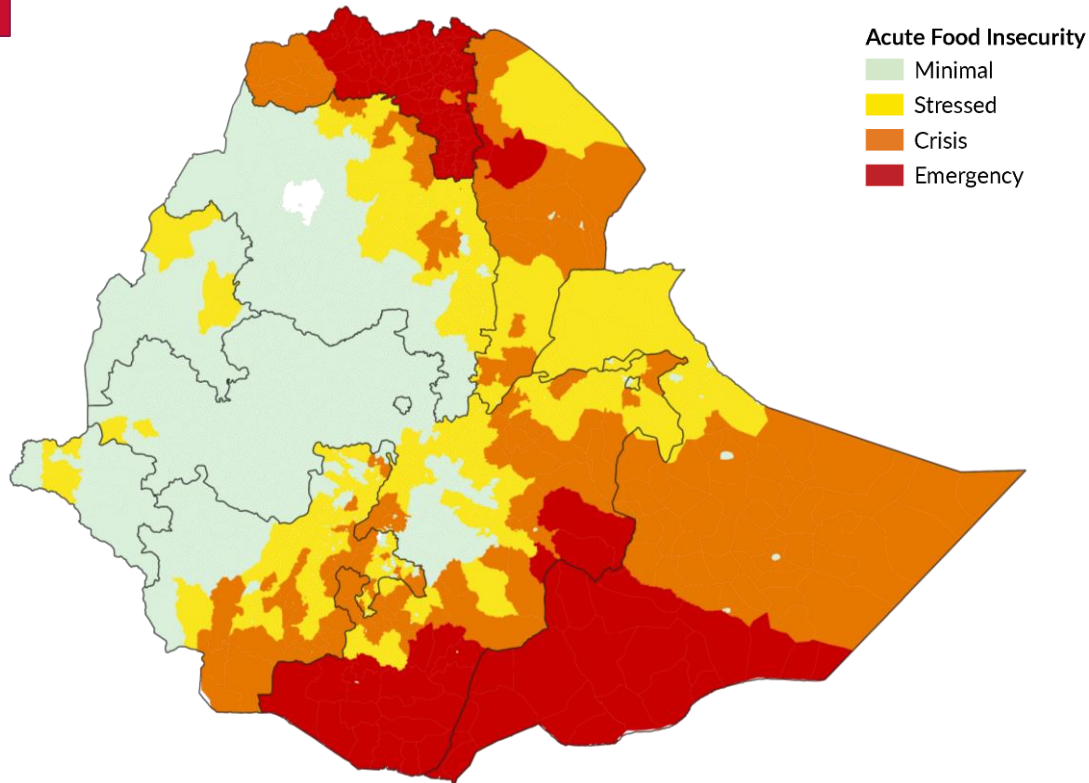 Acute Food Insecurity
Minimal
Stressed
Crisis
Emergency